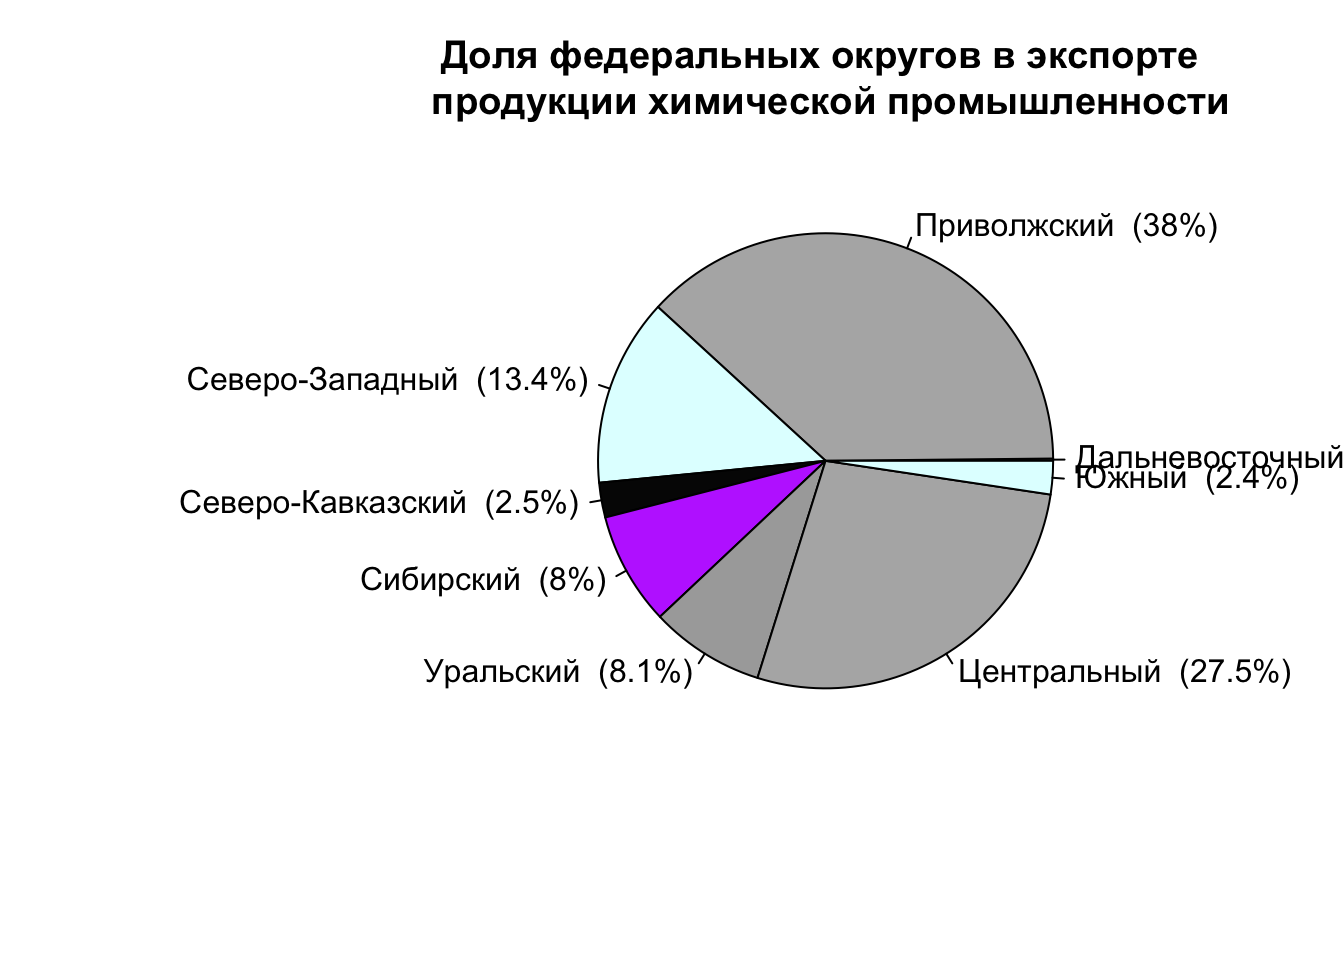 Доля федеральных округов в экспорте
продукции химической промышленности
Приволжский (38%)
Северо-Западный (13.4%)
Дальневосточный
Южный (2.4%)
Северо-Кавказский (2.5%)
Сибирский (8%)
Уральский (8.1%)
Центральный (27.5%)